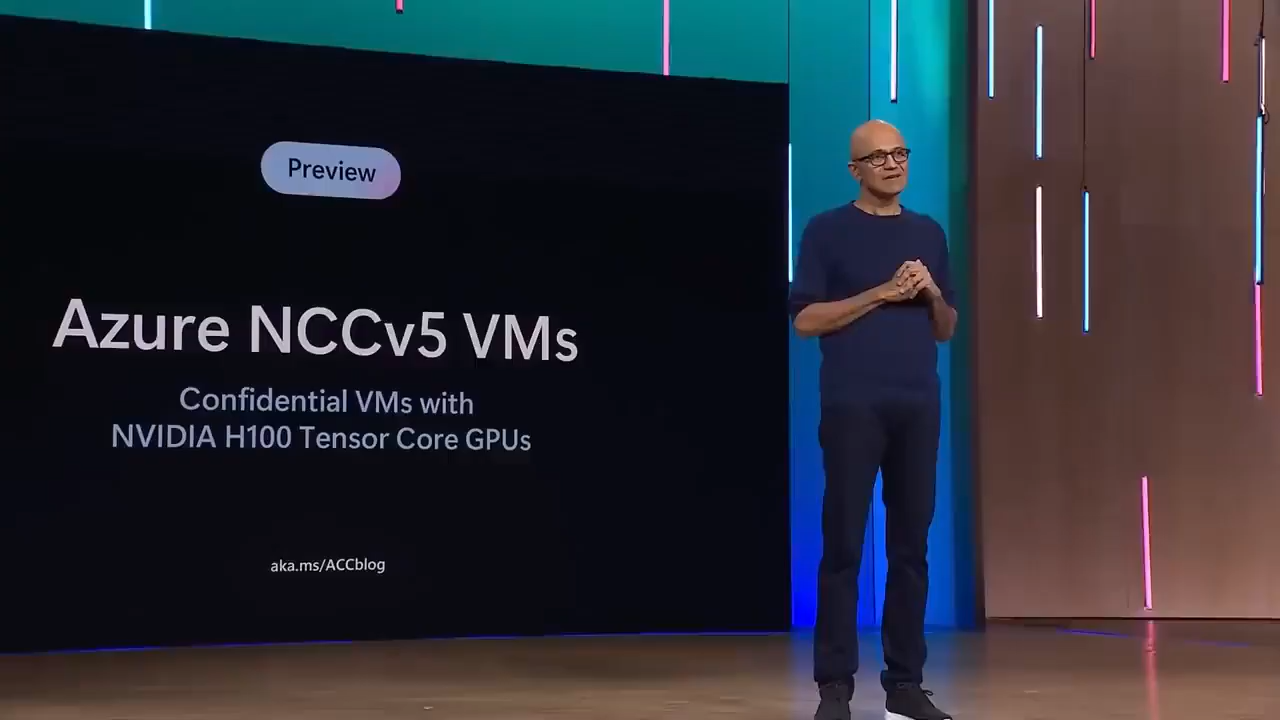 Preview
Azure NCCv5 VMs
Confidential VMs with
NVIDIA H100 Tensor Core GPUs
aka.ms/ACCblog